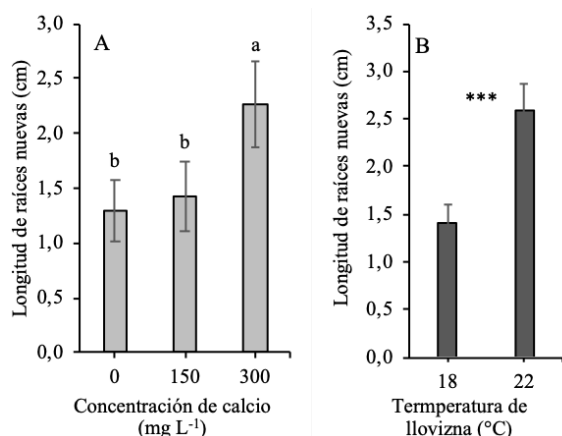 A
Longitud de raíces nuevas (cm)
3,0
2,5
2,0
1,5
1,0
0,5
0,0
b
b
a
0
150
300
Concentración de calcio
(mg L-1)
B
Longitud de raíces nuevas (cm)
3,5
3,0
2,5
2,0
1,5
1,0
0,5
0,0
***
18
22
Termperatura de
llovizna (°C)